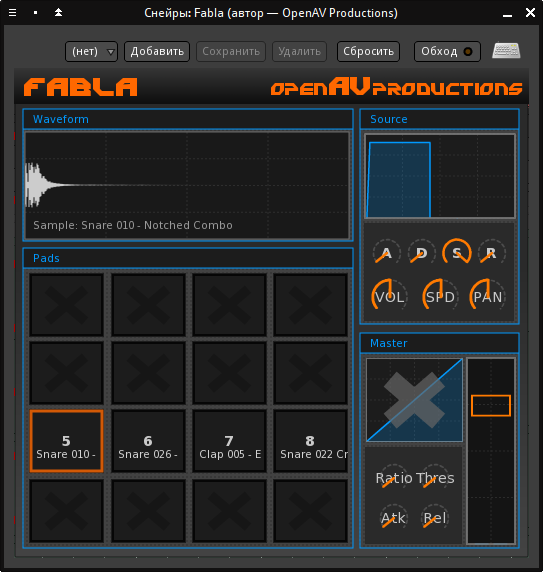 Снейры: Fabla (автор — OpenAV Productions)
(нет) Добавить Сохранить Удалить Сбросить Обход
FABLA openAVproductions
Waveform
Sample: Snare 010 - Notched Combo
Pads
5 6 7 8
Snare 010 - Snare 026 - Clap 005 - E Snare 022 Cr
Source
A D S R
VOL SPD PAN
Master
Ratio Thres
Atk Rel